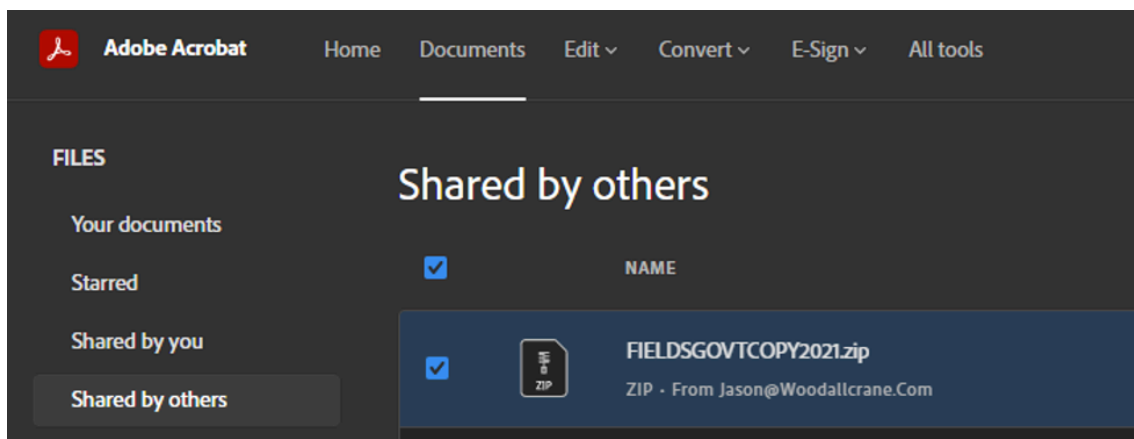 Adobe Acrobat Home Documents Edit Convert E-Sign All tools
FILES
Your documents
Starred
Shared by you
Shared by others
Shared by others
NAME
ZIP
FIELDSGOVTCOPY2021.zip
ZIP · From Jason@Woodallcrane.Com